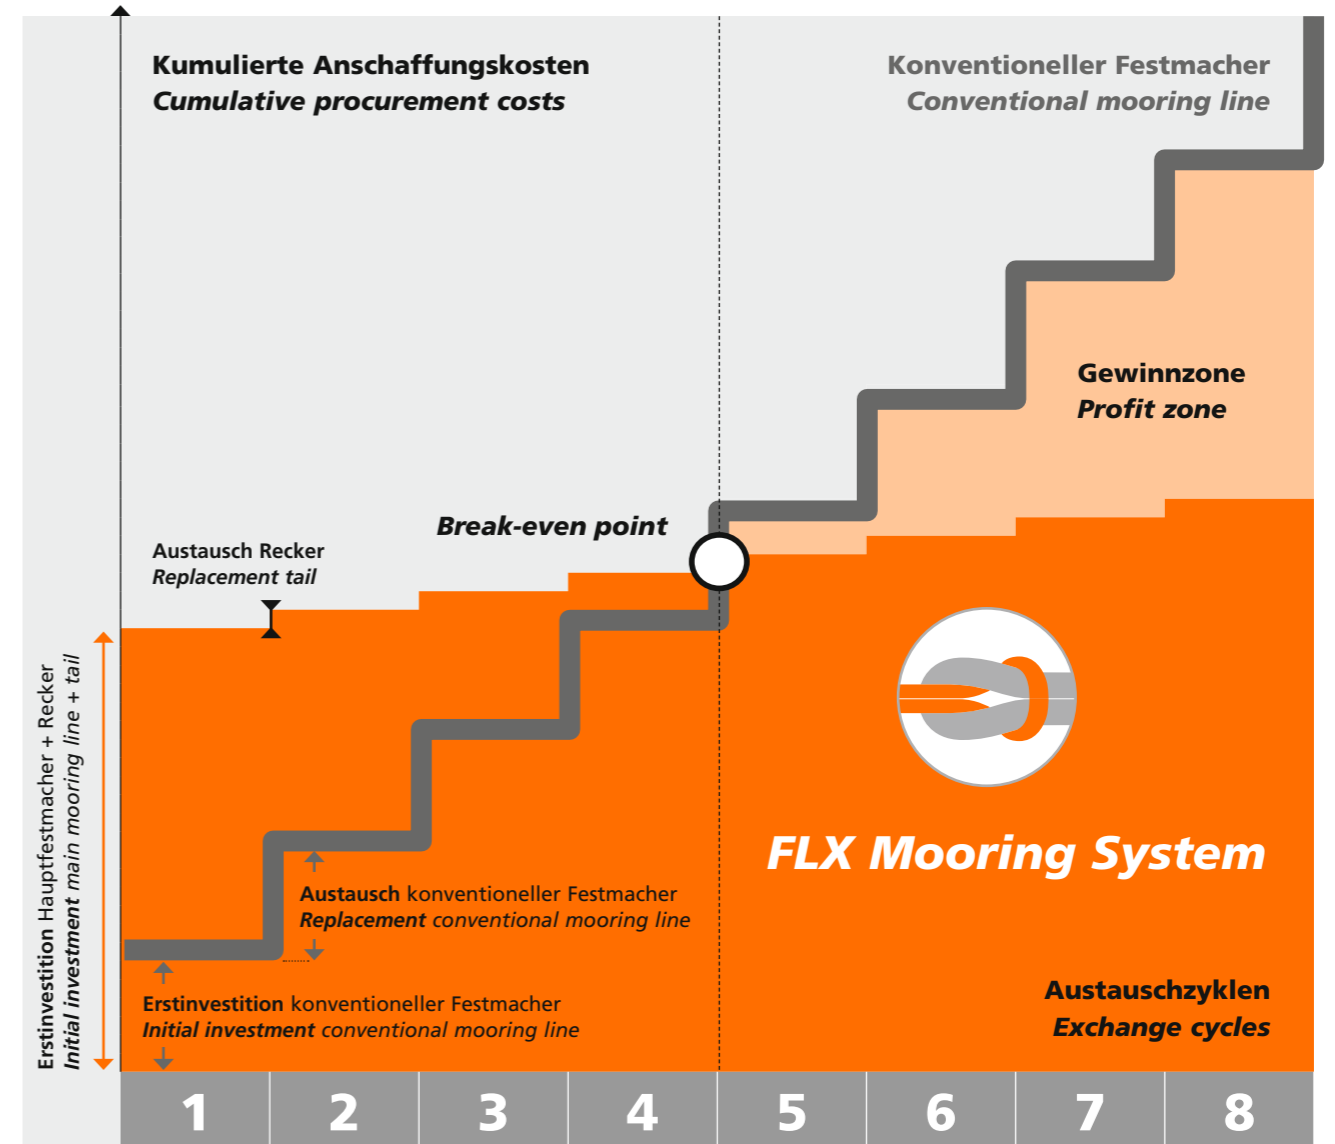 Kumulierte Anschaffungskosten
Cumulative procurement costs
Konventioneller Festmacher
Conventional mooring line
Gewinnzone
Profit zone
Break-even point
Austausch Recker
Replacement tail
Erstinvestition Hauptfestmacher + Recker
Initial investment main mooring line + tail
FLX Mooring System
Austausch konventioneller Festmacher
Replacement conventional mooring line
Erstinvestition konventioneller Festmacher
Initial investment conventional mooring line
Austauschzyklen
Exchange cycles
1 2 3 4 5 6 7 8